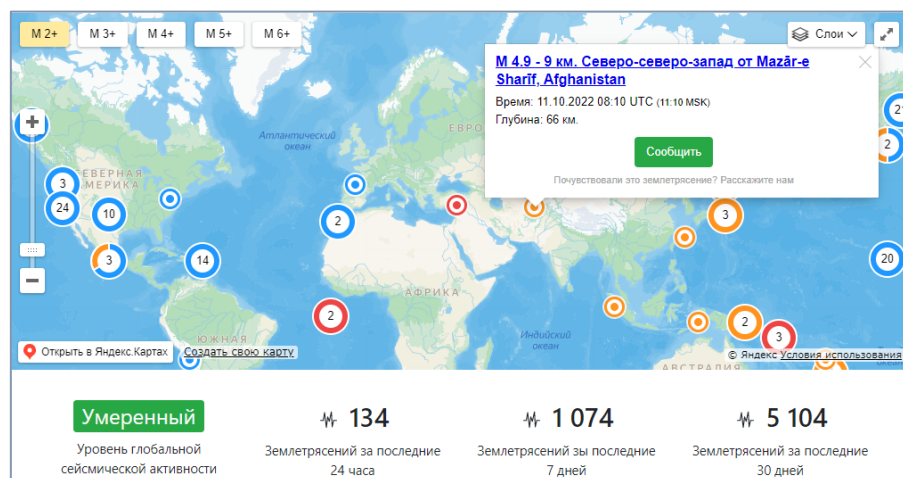 M 2+
M 3+
M 4+
M 5+
M 6+
Слои
M 4.9 - 9 км. Северо-северо-запад от Mazār-e
Sharīf, Afghanistan
Время: 11.10.2022 08:10 UTC (11:10 MSK)
Глубина: 66 км.
Сообщить
Почувствовали это землетрясение? Расскажите нам
Атлантический
океан
ЕВРО
СЕВЕРНАЯ
АМЕРИКА
3
24
10
3
14
2
2
2
21
2
3
20
2
3
АФРИКА
Индийский
океан
ЮЖНАЯ
АВСТРАЛИЯ
Открыть в Яндекс.Картах
Создать свою карту
© Яндекс Условия использования
Умеренный
Уровень глобальной
сейсмической активности
134
Землетрясений за последние
24 часа
1 074
Землетрясений зы последние
7 дней
5 104
Землетрясений за последние
30 дней